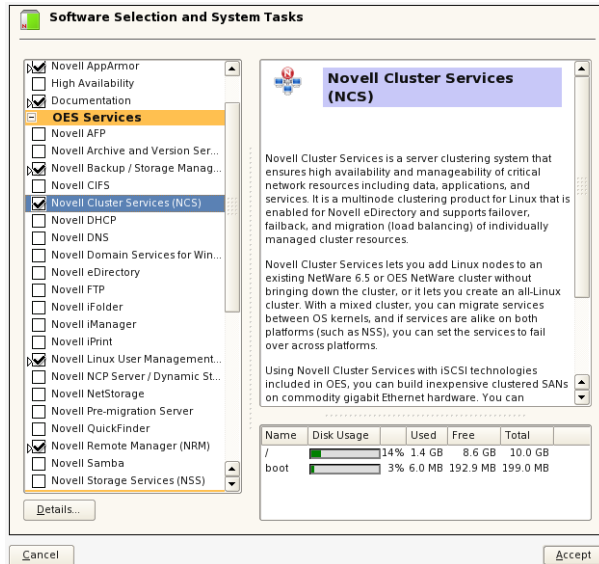 Software Selection and System Tasks
Novell AppArmor
High Availability
Documentation
OES Services
Novell AFP
Novell Archive and Version Ser...
Novell Backup / Storage Manag...
Novell CIFS
Novell Cluster Services (NCS)
Novell DHCP
Novell DNS
Novell Domain Services for Win...
Novell eDirectory
Novell FTP
Novell iFolder
Novell iManager
Novell iPrint
Novell Linux User Management...
Novell NCP Server / Dynamic St...
Novell NetStorage
Novell Pre-migration Server
Novell QuickFinder
Novell Remote Manager (NRM)
Novell Samba
Novell Storage Services (NSS)
Details...
Novell Cluster Services
(NCS)
Novell Cluster Services is a server clustering system that
ensures high availability and manageability of critical
network resources including data, applications, and
services. It is a multinode clustering product for Linux that is
enabled for Novell eDirectory and supports failover,
failback, and migration (load balancing) of individually
managed cluster resources.
Novell Cluster Services lets you add Linux nodes to an
existing NetWare 6.5 or OES NetWare cluster without
bringing down the cluster, or it lets you create an all-Linux
cluster. With a mixed cluster, you can migrate services
between OS kernels, and if services are alike on both
platforms (such as NSS), you can set the services to fail
over across platforms.
Using Novell Cluster Services with iSCSI technologies
included in OES, you can build inexpensive clustered SANs
on commodity gigabit Ethernet hardware. You can
Name Disk Usage Used Free Total
/ 14% 1.4 GB 8.6 GB 10.0 GB
boot 3% 6.0 MB 192.9 MB 199.0 MB
Cancel
Accept